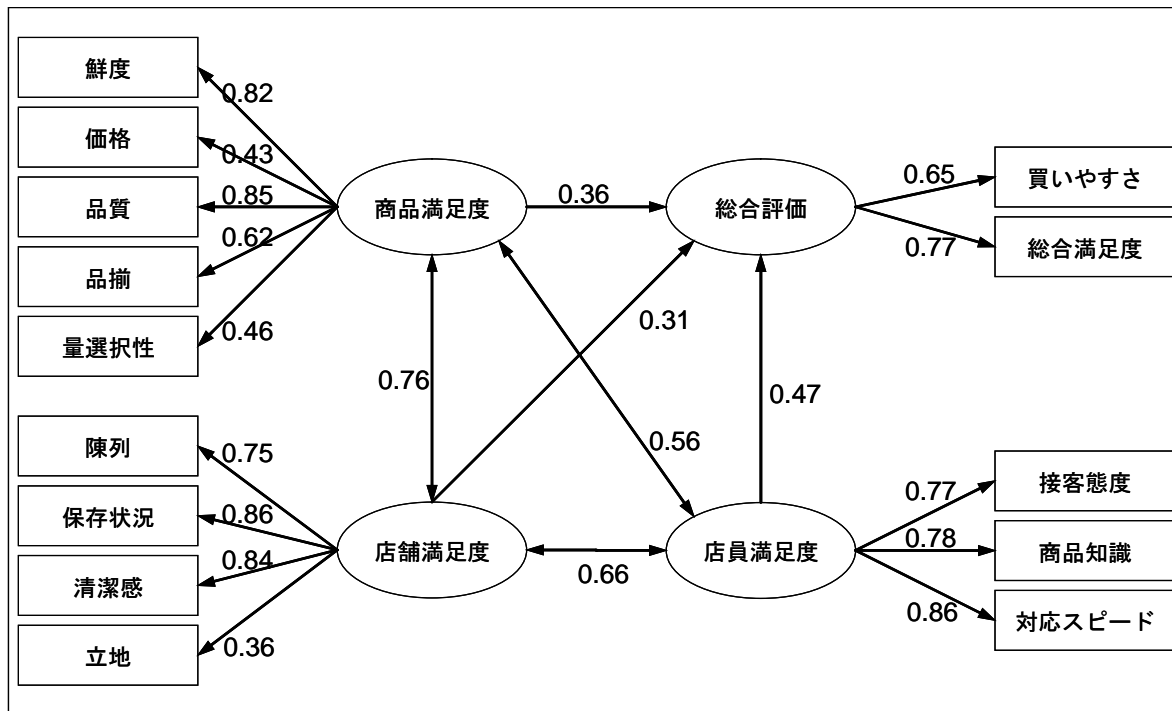 鮮度
0.82
価格
0.43
品質
0.85
品揃
0.62
量選択性
0.46
商品満足度
0.36
総合評価
0.65
買いやすさ
0.77
総合満足度
0.76
0.31
0.56
0.47
陳列
0.75
保存状況
0.86
清潔感
0.84
立地
0.36
店舗満足度
0.66
店員満足度
0.77
接客態度
0.78
商品知識
0.86
対応スピード